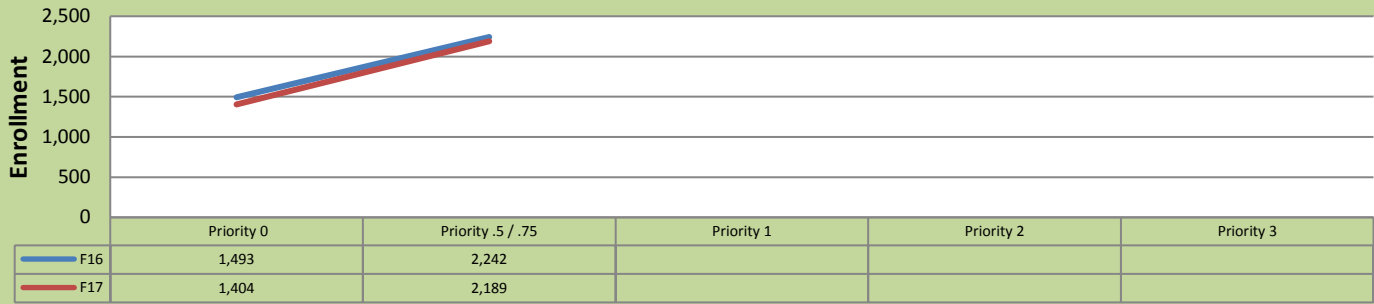 Enrollment
2,500
2,000
1,500
1,000
500
0
Priority 0 Priority .5 / .75 Priority 1 Priority 2 Priority 3
F16 1,493 2,242
F17 1,404 2,189